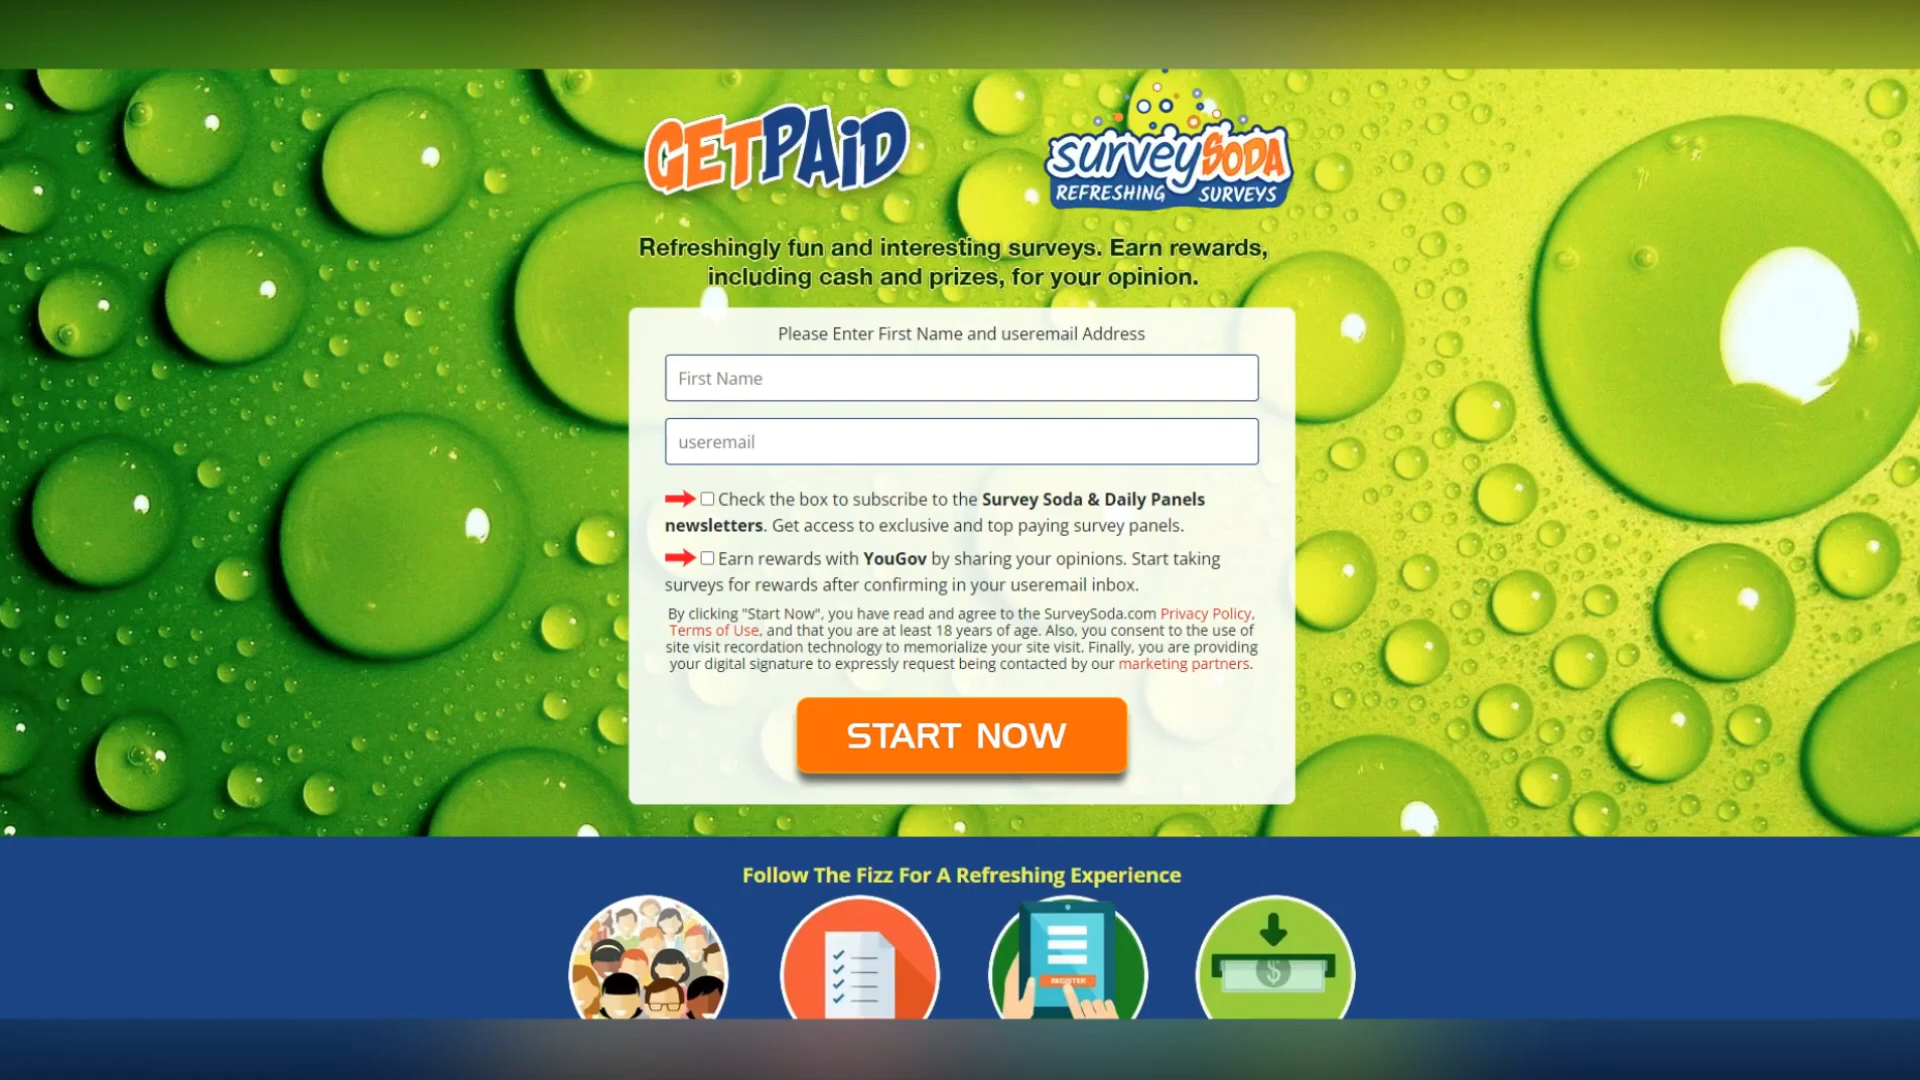 GETPAiD
surveySODA
REFRESHING SURVEYS
Refreshingly fun and interesting surveys. Earn rewards,
including cash and prizes, for your opinion.
Please Enter First Name and useremail Address
First Name
useremail
Check the box to subscribe to the Survey Soda & Daily Panels
newsletters. Get access to exclusive and top paying survey panels.
Earn rewards with YouGov by sharing your opinions. Start taking
surveys for rewards after confirming in your useremail inbox.
By clicking "Start Now", you have read and agree to the SurveySoda.com Privacy Policy,
Terms of Use, and that you are at least 18 years of age. Also, you consent to the use of
site visit recordation technology to memorialize your site visit. Finally, you are providing
your digital signature to expressly request being contacted by our marketing partners.
START NOW
Follow The Fizz For A Refreshing Experience
REGISTER
$